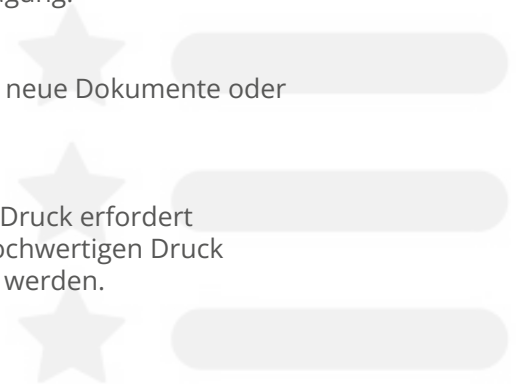 neue Dokumente oder
Druck erfordert
ochwertigen Druck
werden.